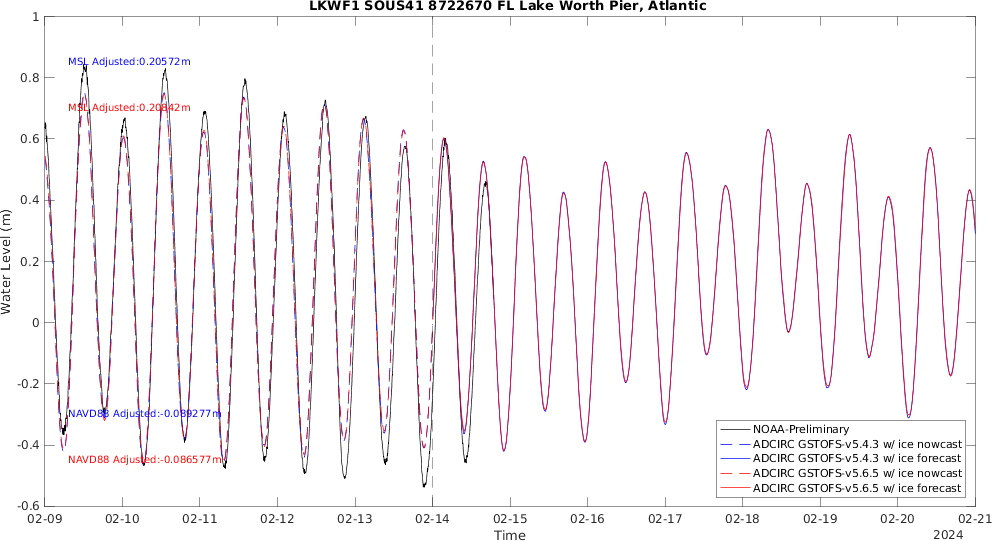 LKWF1 SOUS41 8722670 FL Lake Worth Pier, Atlantic
Water Level (m)
1
0.8
0.6
0.4
0.2
0
-0.2
-0.4
-0.6
MSL Adjusted:0.20572m
MSL Adjusted:0.20842m
NAVD88 Adjusted:-0.089277m
NAVD88 Adjusted:-0.086577m
NOAA-Preliminary
ADCIRC GSTOFS-v5.4.3 w/ ice nowcast
ADCIRC GSTOFS-v5.4.3 w/ ice forecast
ADCIRC GSTOFS-v5.6.5 w/ ice nowcast
ADCIRC GSTOFS-v5.6.5 w/ ice forecast
02-09 02-10 02-11 02-12 02-13 02-14 02-15 02-16 02-17 02-18 02-19 02-20 02-21
Time
2024